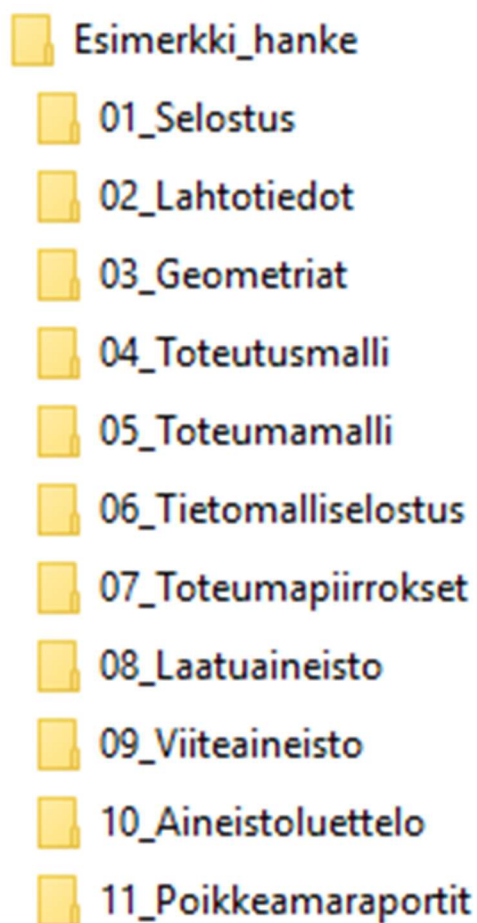 Esimerkki_hanke
01_Selostus
02_Lahtotiedot
03_Geometriat
04_Toteutusmalli
05_Toteumamalli
06_Tietomalliselostus
07_Toteumapiirrokset
08_Laatuaineisto
09_Viiteaineisto
10_Aineistoluettelo
11_Poikkeamaraportit